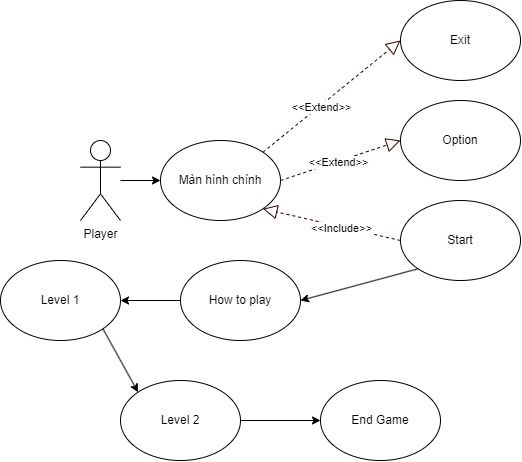 Exit
<<Extend>>
Option
Màn hình chính
<<Extend>>
Player
<<Include>>
Start
Level 1
How to play
Level 2
End Game